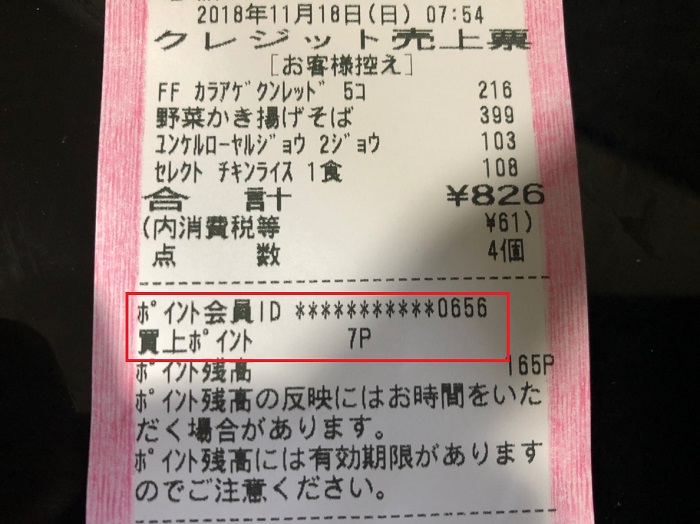 2018年11月18日(日) 07:54
クレジット売上票
[お客様控え]
FF カラアゲクンレッド 5コ 216
野菜かき揚げそば 399
ユンケルローヤルジョウ 2ジョウ 103
セレクト チキンライス 1食 108
合 計 ¥826
(内消費税等 ¥61)
点 数 4個
ポイント会員ID ***********0656
買上ポイント 7P
ポイント残高 165P
ポイント残高の反映にはお時間をいた
だく場合があります。
ポイント残高には有効期限があります
のでご注意ください。